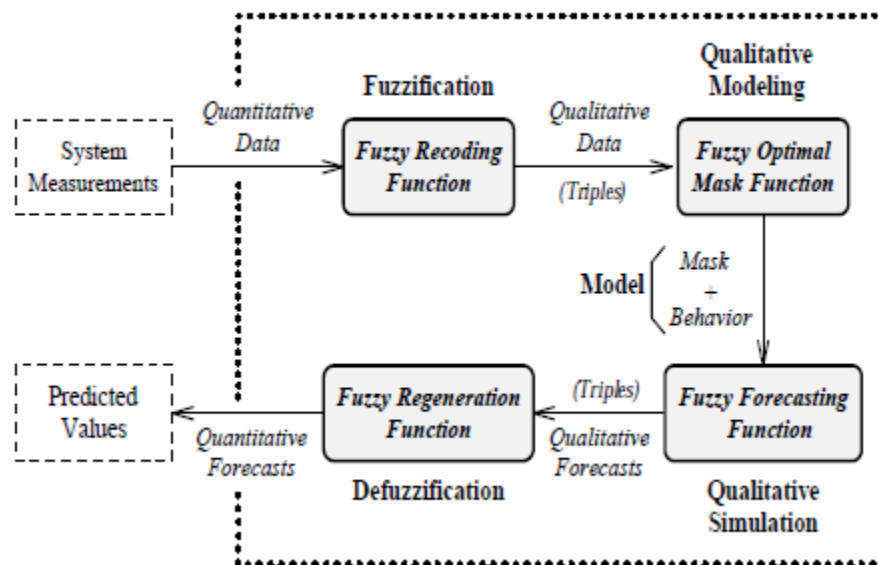 Fuzzification
Qualitative
Modeling
System
Measurements
Quantitative
Data
Fuzzy Recoding
Function
Qualitative
Data
(Triples)
Fuzzy Optimal
Mask Function
Model
Mask
+
Behavior
Predicted
Values
Quantitative
Forecasts
Fuzzy Regeneration
Function
Defuzzification
(Triples)
Qualitative
Forecasts
Fuzzy Forecasting
Function
Qualitative
Simulation